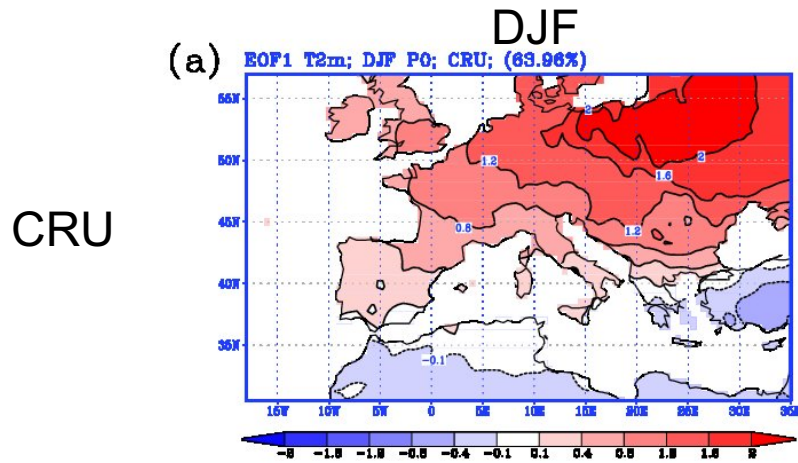 DJF
(a) EOF1 T2m; DJF P0; CRU; (63.96%)
CRU
55N
50N
45N
40N
35N
2
1.2
2
1.6
0.8
1.2
-0.1
15W 10W 5W 0 5E 10E 15E 20E 25E 30E 35E
-2 -1.6 -1.2 -0.8 -0.4 -0.1 0.1 0.4 0.8 1.2 1.6 2